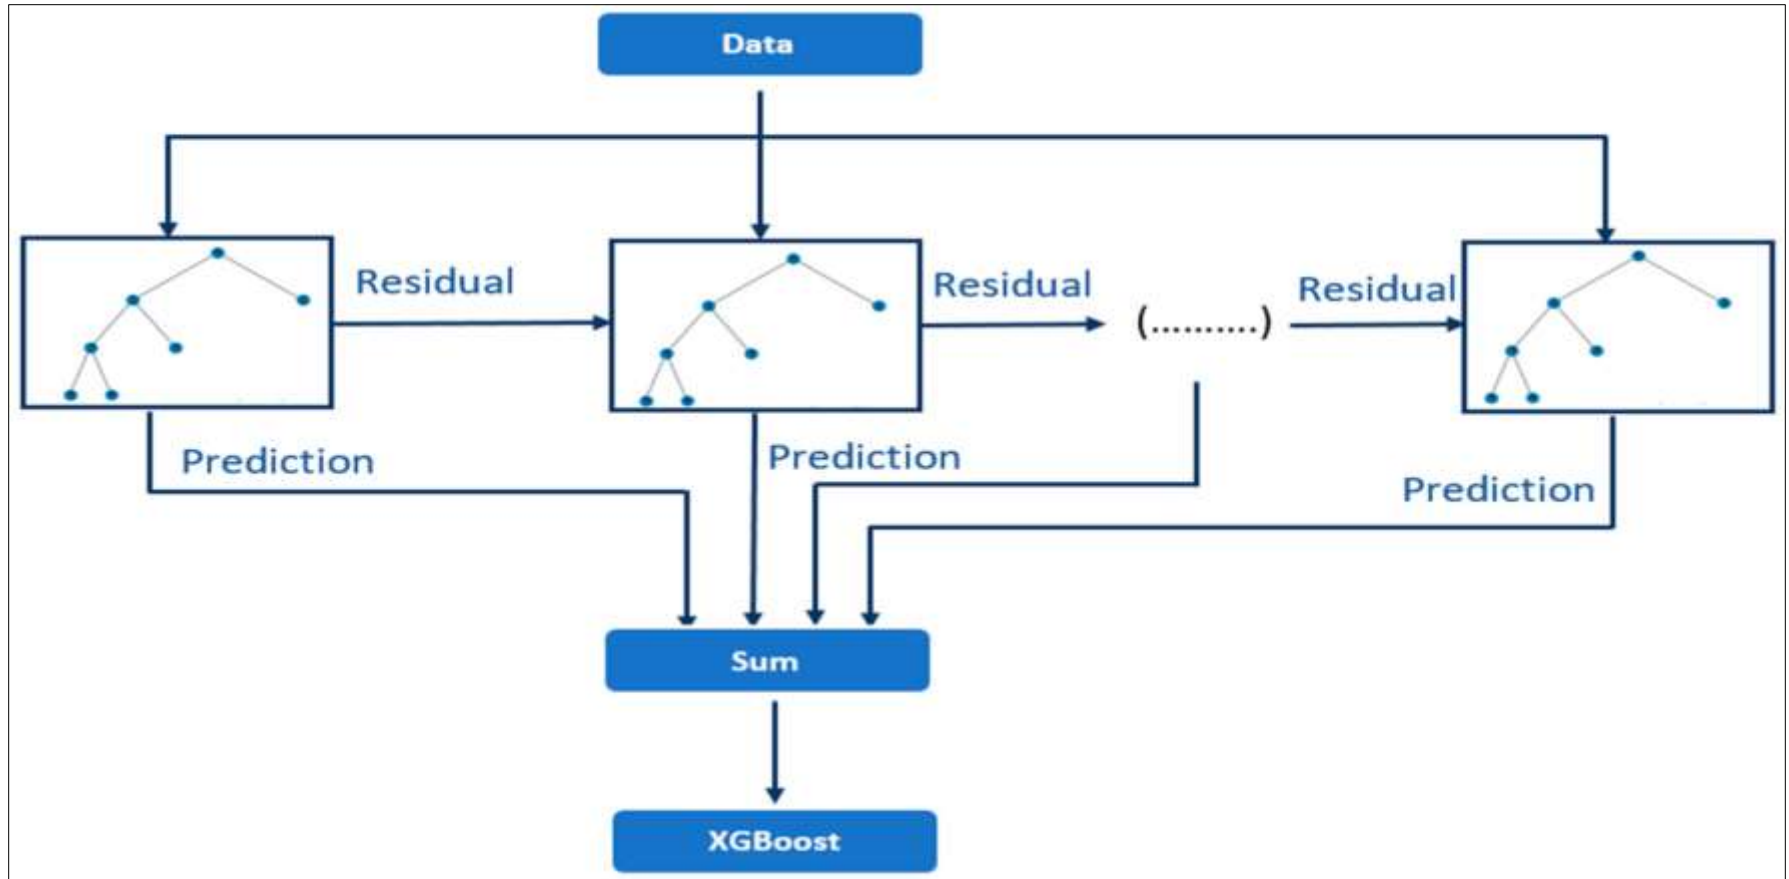 Data
Residual
Residual
Residual
(..........)
Prediction
Prediction
Prediction
Sum
XGBoost